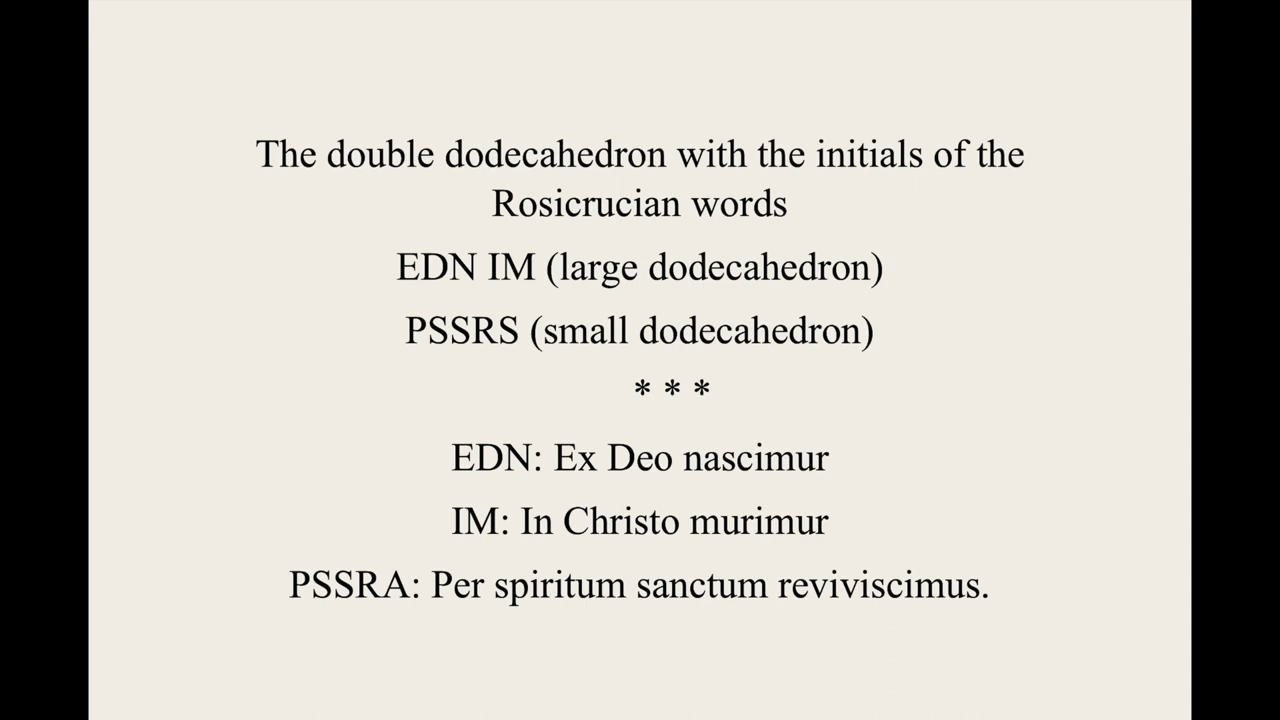 The double dodecahedron with the initials of the
Rosicrucian words
EDN IM (large dodecahedron)
PSSRS (small dodecahedron)
* * *
EDN: Ex Deo nascimur
IM: In Christo murimur
PSSRA: Per spiritum sanctum reviviscimus.